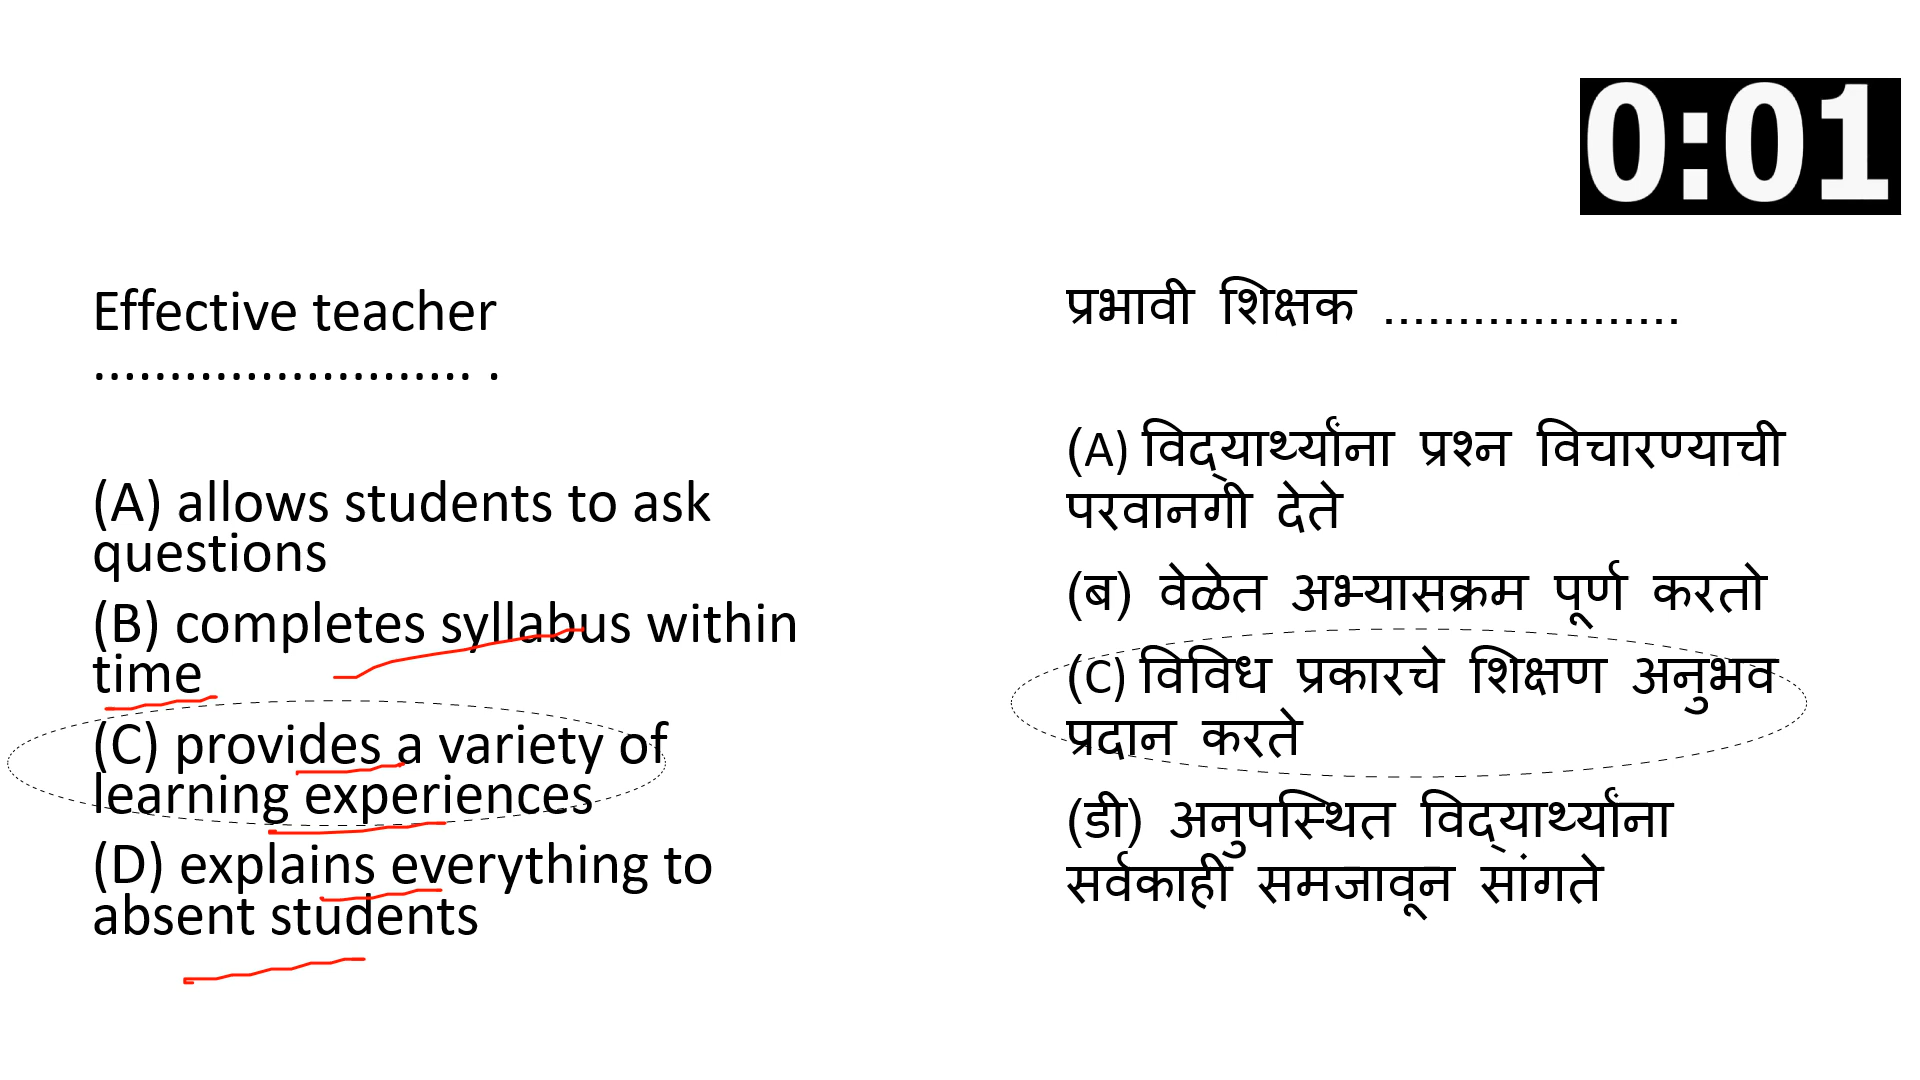 0:01
Effective teacher
......................... .
(A) allows students to ask
questions
(B) completes syllabus within
time
(C) provides a variety of
learning experiences
(D) explains everything to
absent students
प्रभावी शिक्षक ....................
(A) विद्यार्थ्यांना प्रश्न विचारण्याची
परवानगी देते
(ब) वेळेत अभ्यासक्रम पूर्ण करतो
(C) विविध प्रकारचे शिक्षण अनुभव
प्रदान करते
(डी) अनुपस्थित विद्यार्थ्यांना
सर्वकाही समजावून सांगते